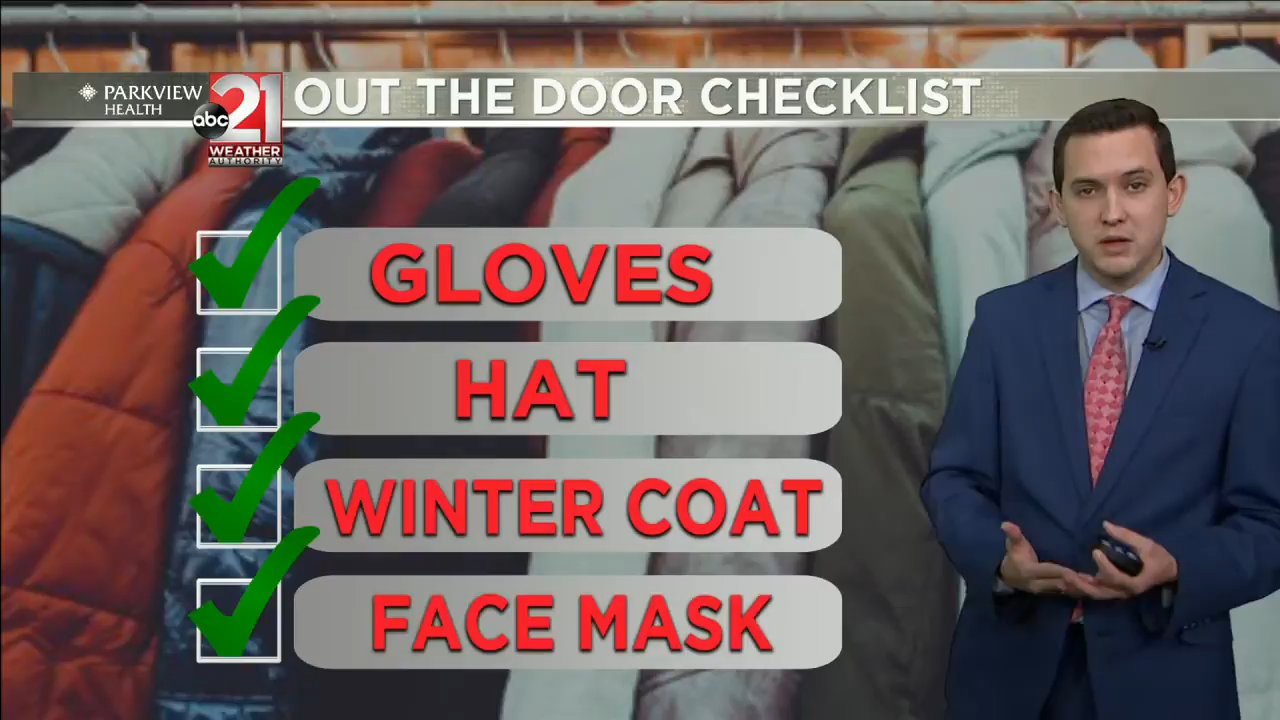 PARKVIEW
HEALTH
abc
21
WEATHER
AUTHORITY
OUT THE DOOR CHECKLIST
GLOVES
HAT
WINTER COAT
FACE MASK